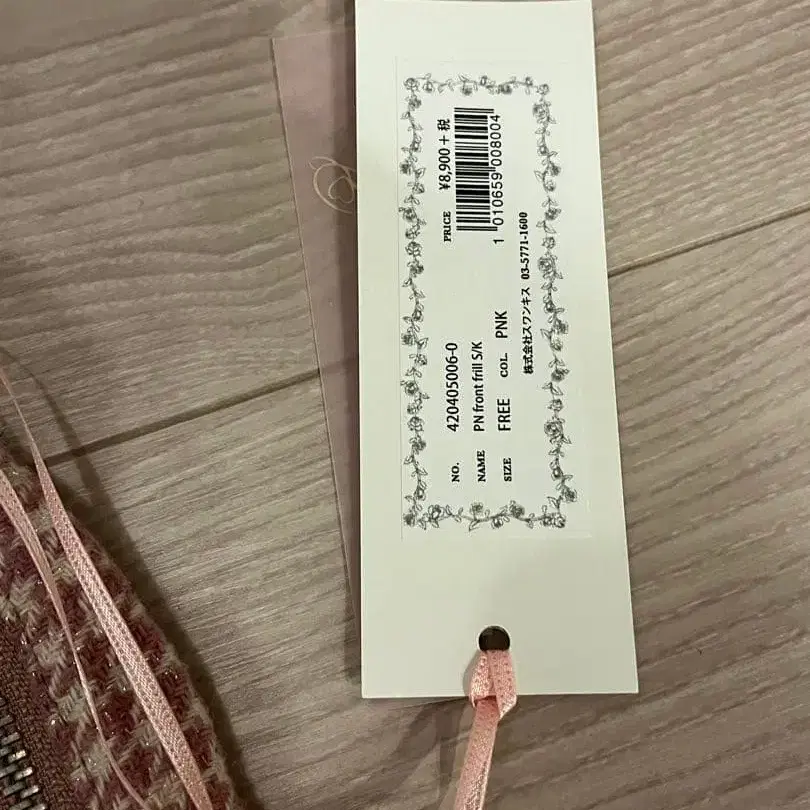 NO. 420405006-0
NAME PN front frill S/K
SIZE FREE COL. PNK
PRICE ¥8,900＋税
1 010659 008004
株式会社スワンキス 03-5771-1600